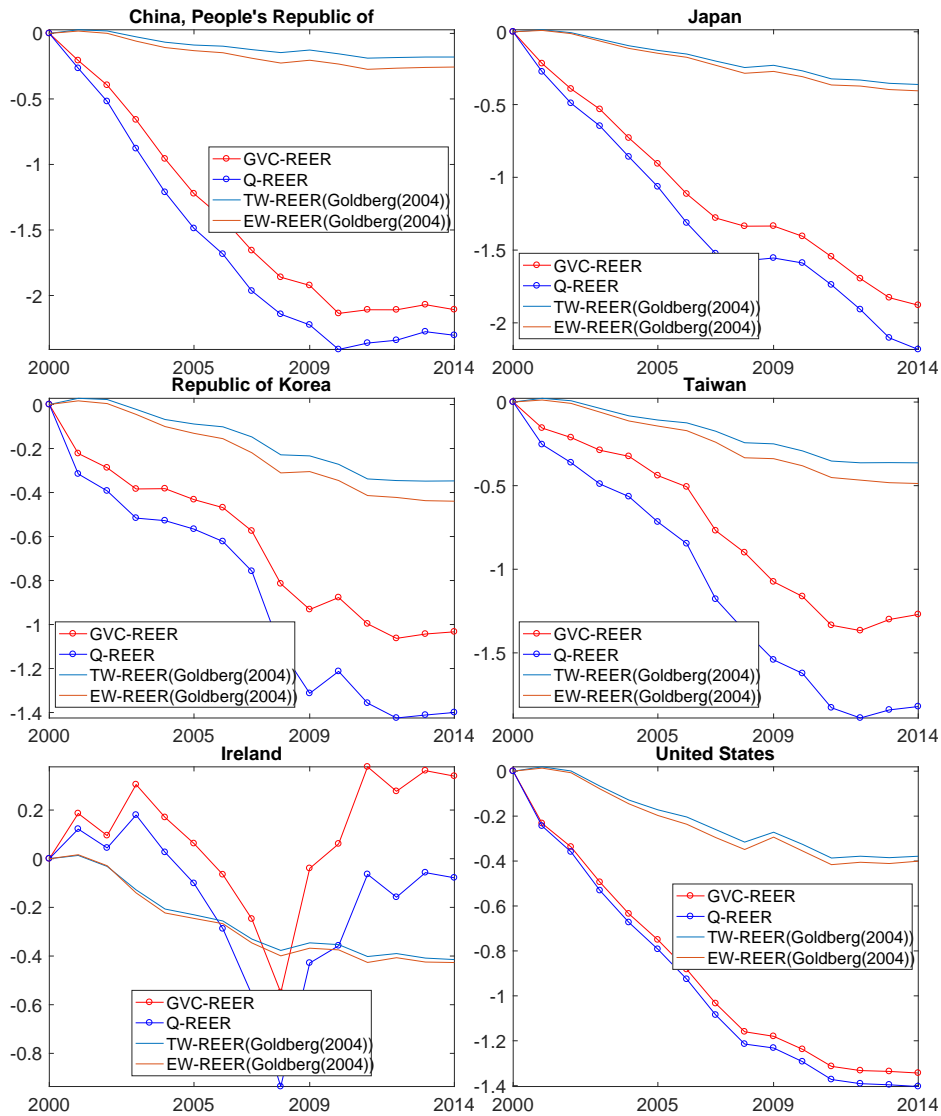 China, People's Republic of
0
-0.5
-1
-1.5
-2
2000
2005
2009
2014
GVC-REER
Q-REER
TW-REER(Goldberg(2004))
EW-REER(Goldberg(2004))
Japan
0
-0.5
-1
-1.5
-2
2000
2005
2009
2014
GVC-REER
Q-REER
TW-REER(Goldberg(2004))
EW-REER(Goldberg(2004))
Republic of Korea
0
-0.2
-0.4
-0.6
-0.8
-1
-1.2
-1.4
2000
2005
2009
2014
GVC-REER
Q-REER
TW-REER(Goldberg(2004))
EW-REER(Goldberg(2004))
Taiwan
0
-0.5
-1
-1.5
2000
2005
2009
2014
GVC-REER
Q-REER
TW-REER(Goldberg(2004))
EW-REER(Goldberg(2004))
Ireland
0.2
0
-0.2
-0.4
-0.6
-0.8
2000
2005
2009
2014
GVC-REER
Q-REER
TW-REER(Goldberg(2004))
EW-REER(Goldberg(2004))
United States
0
-0.2
-0.4
-0.6
-0.8
-1
-1.2
-1.4
2000
2005
2009
2014
GVC-REER
Q-REER
TW-REER(Goldberg(2004))
EW-REER(Goldberg(2004))